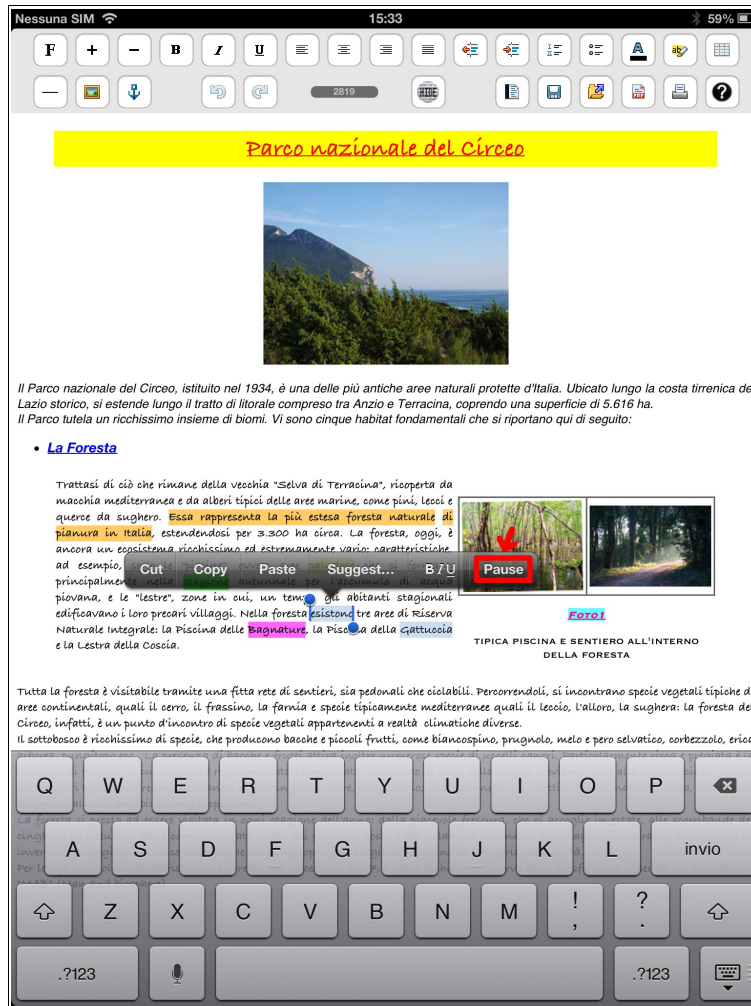 Nessuna SIM 15:33 59%
F + − B I U A ab
2819 HIDE PDF ?
Parco nazionale del Circeo
Il Parco nazionale del Circeo, istituito nel 1934, è una delle più antiche aree naturali protette d'Italia. Ubicato lungo la costa tirrenica de
Lazio storico, si estende lungo il tratto di litorale compreso tra Anzio e Terracina, coprendo una superficie di 5.616 ha.
Il Parco tutela un ricchissimo insieme di biomi. Vi sono cinque habitat fondamentali che si riportano qui di seguito:
• La Foresta
Trattasi di ciò che rimane della vecchia "Selva di Terracina", ricoperta da
macchia mediterranea e da alberi tipici delle aree marine, come pini, lecci e
querce da sughero. Essa rappresenta la più estesa foresta naturale di
pianura in Italia, estendendosi per 3.300 ha circa. La foresta, oggi, è
ancora un ecosistema ricchissimo ed estremamente vario: caratteristiche,
ad esempio,
Cut Copy Paste Suggest... B I U Pause
principalmente nella stagione autunnale per l'accumulo di acqua
piovana, e le "lestre", zone in cui, un tempo gli abitanti stagionali
edificavano i loro precari villaggi. Nella foresta esistono tre aree di Riserva
Naturale Integrale: la Piscina delle Bagnature, la Piscina della Gattuccia
e la Lestra della Coscia.
Foto1
TIPICA PISCINA E SENTIERO ALL'INTERNO
DELLA FORESTA
Tutta la foresta è visitabile tramite una fitta rete di sentieri, sia pedonali che ciclabili. Percorrendoli, si incontrano specie vegetali tipiche d
aree continentali, quali il cerro, il frassino, la farnia e specie tipicamente mediterranee quali il leccio, l'alloro, la sughera: la foresta del
Circeo, infatti, è un punto d'incontro di specie vegetali appartenenti a realtà climatiche diverse.
Il sottobosco è ricchissimo di specie, che producono bacche e piccoli frutti, come biancospino, prugnolo, melo e pero selvatico, corbezzolo, erica
Q W E R T Y U I O P
A S D F G H J K L invio
Z X C V B N M ! , ? .
.?123 .?123